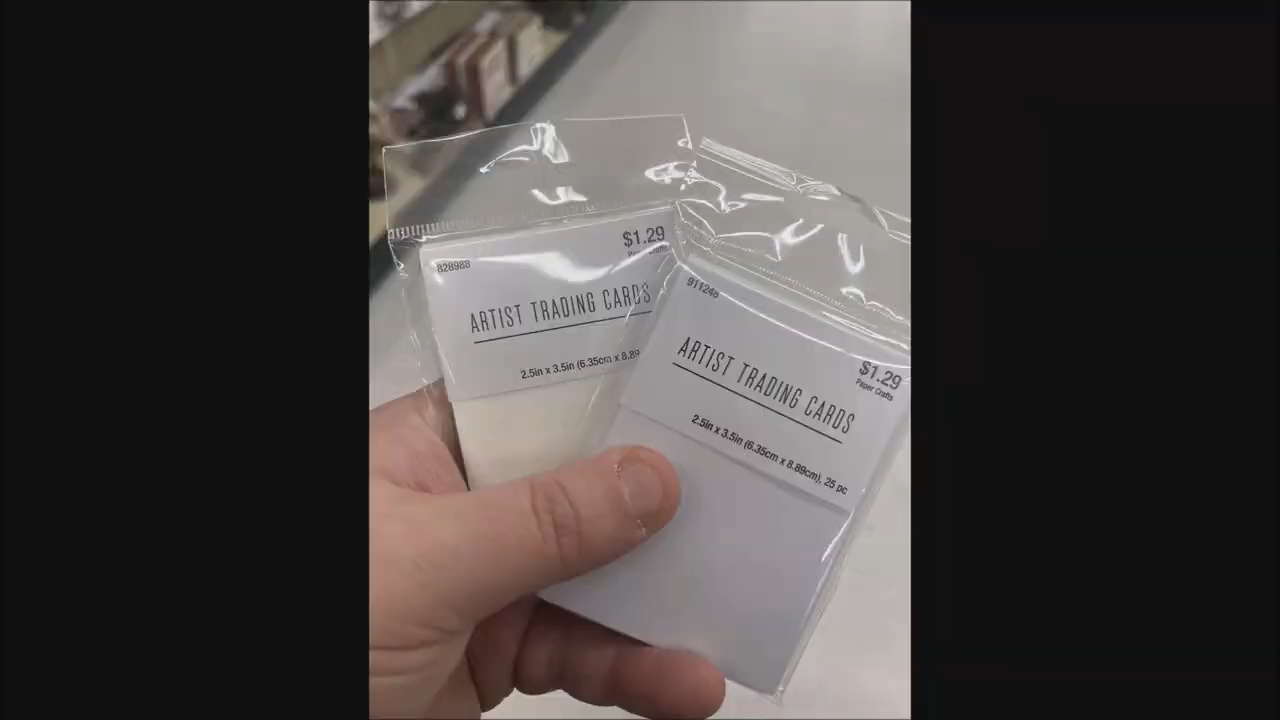 $1.29
828988
ARTIST TRADING CARDS
2.5in x 3.5in (6.35cm x 8.89
911248
$1.29
Paper Crafts
ARTIST TRADING CARDS
2.5in x 3.5in (6.35cm x 8.89cm), 25 pc